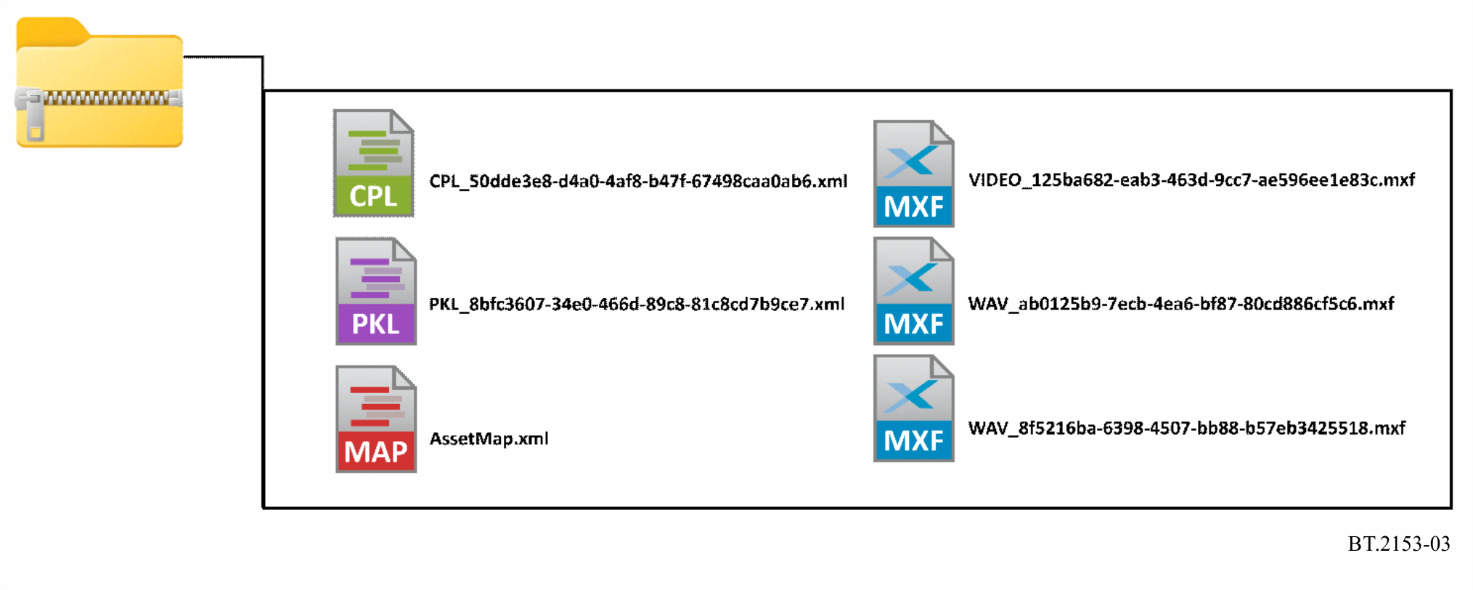 CPL
CPL_50dde3e8-d4a0-4af8-b47f-67498caa0ab6.xml
PKL
PKL_8bfc3607-34e0-466d-89c8-81c8cd7b9ce7.xml
MAP
AssetMap.xml
MXF
VIDEO_125ba682-eab3-463d-9cc7-ae596ee1e83c.mxf
MXF
WAV_ab0125b9-7ecb-4ea6-bf87-80cd886cf5c6.mxf
MXF
WAV_8f5216ba-6398-4507-bb88-b57eb3425518.mxf
BT.2153-03